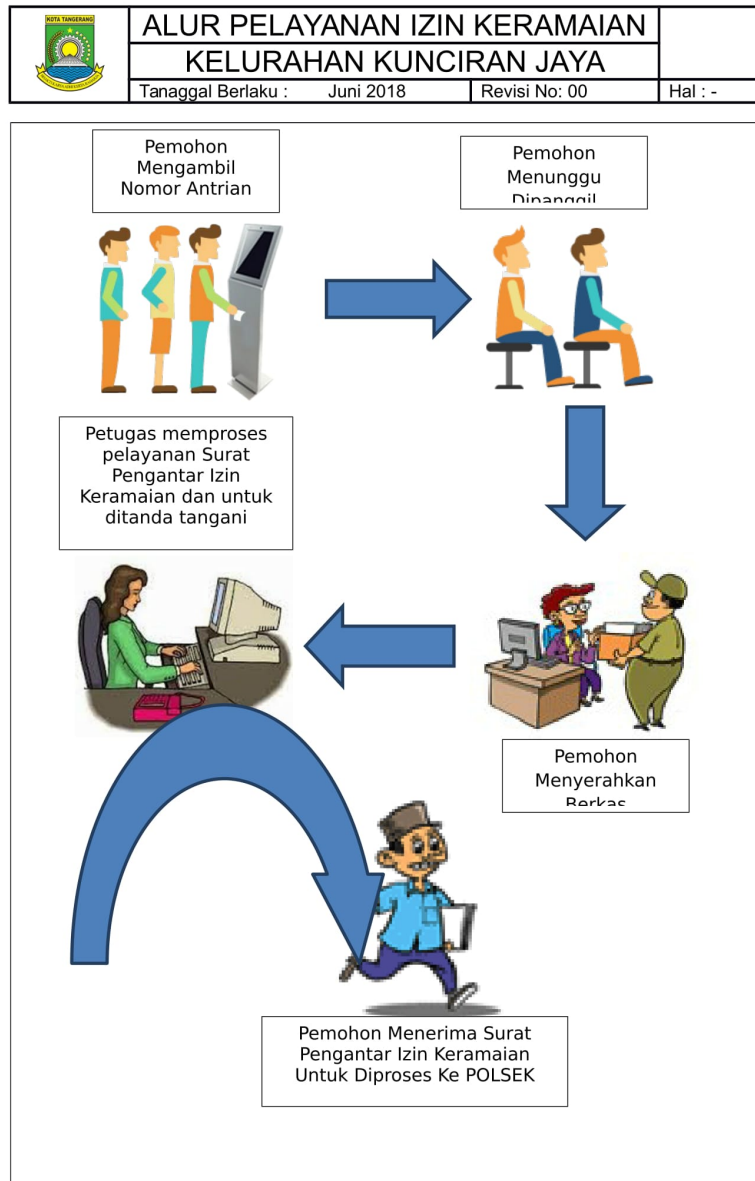 KOTA TANGERANG
ALUR PELAYANAN IZIN KERAMAIAN
KELURAHAN KUNCIRAN JAYA
Tanaggal Berlaku : Juni 2018 Revisi No: 00 Hal : -
Pemohon
Mengambil
Nomor Antrian
Pemohon
Menunggu
Dipanggil
Petugas memproses
pelayanan Surat
Pengantar Izin
Keramaian dan untuk
ditanda tangani
Pemohon
Menyerahkan
Berkas
Pemohon Menerima Surat
Pengantar Izin Keramaian
Untuk Diproses Ke POLSEK